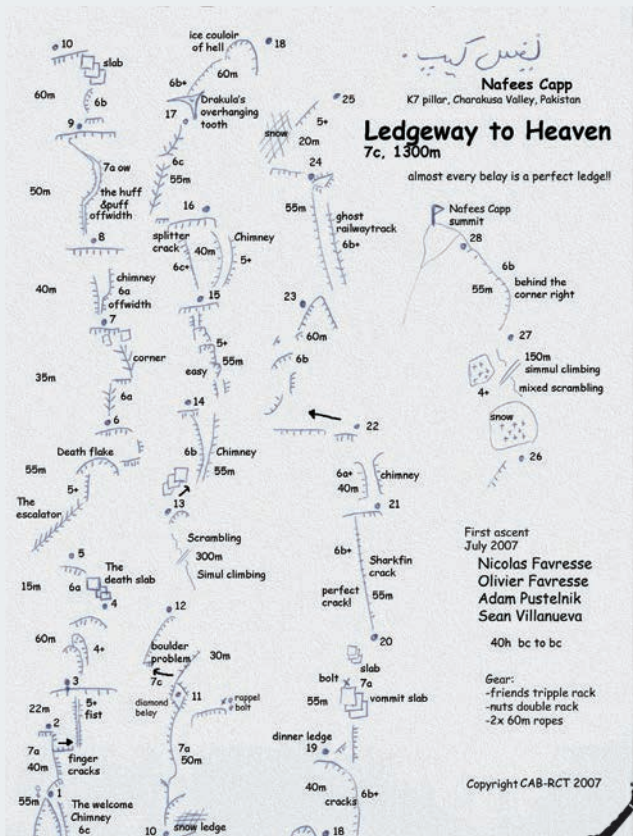 نفیس کیپ
Nafees Capp
K7 pillar, Charakusa Valley, Pakistan
Ledgeway to Heaven
7c, 1300m
almost every belay is a perfect ledge!!
10
slab
60m
6b
9
7a ow
50m
the huff
&puff
offwidth
8
chimney
40m
6a
offwidth
7
corner
35m
6a
6
Death flake
55m
5+
The
escalator
5
The
death slab
15m
6a
4
60m
4+
3
5+
fist
22m
2
7a
finger
cracks
40m
1
55m
The welcome
Chimney
6c
ice couloir
of hell
18
60m
6b+
Drakula's
overhanging
tooth
17
6c
55m
16
splitter
crack
40m
Chimney
6c+
5+
15
5+
55m
easy
14
6b
Chimney
55m
13
Scrambling
300m
Simul climbing
12
boulder
problem
30m
7c
diamond
belay
11
rappel
bolt
7a
50m
10
snow ledge
25
5+
snow
20m
24
55m
ghost
railwaytrack
6b+
23
60m
6b
22
6a+
chimney
40m
21
6b+
Sharkfin
crack
perfect
crack!
55m
20
slab
bolt
7a
55m
vommit slab
dinner ledge
19
40m
cracks
6b+
18
Nafees Capp
summit
28
6b
behind the
corner right
55m
27
150m
simmul climbing
4+
mixed scrambling
snow
26
First ascent
July 2007
Nicolas Favresse
Olivier Favresse
Adam Pustelnik
Sean Villanueva
40h bc to bc
Gear:
-friends tripple rack
-nuts double rack
-2x 60m ropes
Copyright CAB-RCT 2007